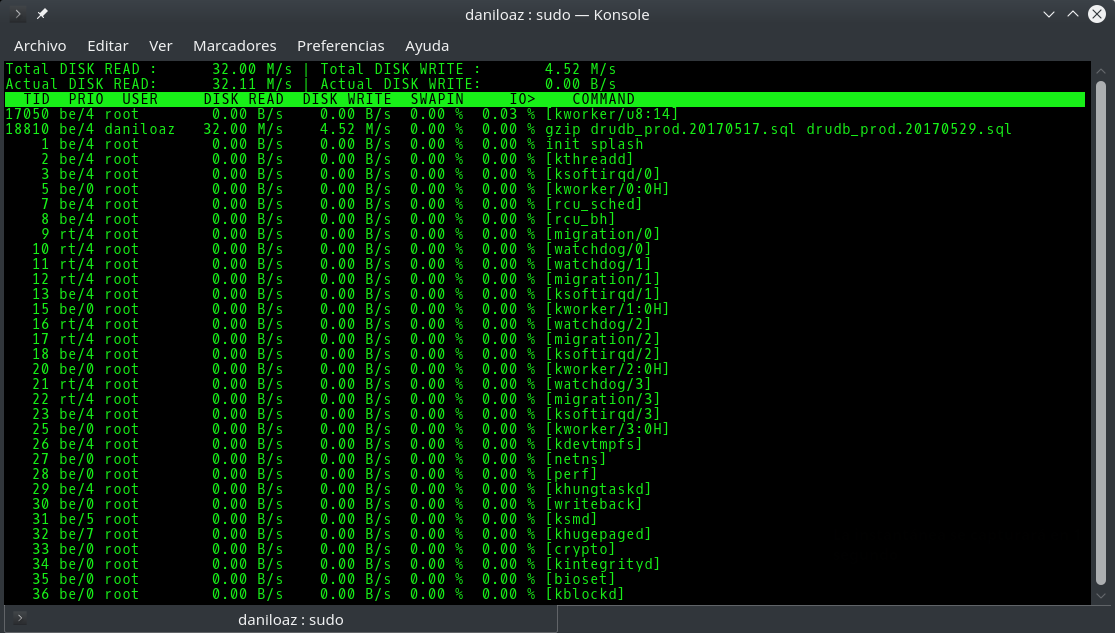 daniloaz : sudo — Konsole
Archivo Editar Ver Marcadores Preferencias Ayuda
Total DISK READ : 32.00 M/s | Total DISK WRITE : 4.52 M/s
Actual DISK READ: 32.11 M/s | Actual DISK WRITE: 0.00 B/s
TID PRIO USER DISK READ DISK WRITE SWAPIN IO> COMMAND
17050 be/4 root 0.00 B/s 0.00 B/s 0.00 % 0.03 % [kworker/u8:14]
18810 be/4 daniloaz 32.00 M/s 4.52 M/s 0.00 % 0.00 % gzip drudb_prod.20170517.sql drudb_prod.20170529.sql
1 be/4 root 0.00 B/s 0.00 B/s 0.00 % 0.00 % init splash
2 be/4 root 0.00 B/s 0.00 B/s 0.00 % 0.00 % [kthreadd]
3 be/4 root 0.00 B/s 0.00 B/s 0.00 % 0.00 % [ksoftirqd/0]
5 be/0 root 0.00 B/s 0.00 B/s 0.00 % 0.00 % [kworker/0:0H]
7 be/4 root 0.00 B/s 0.00 B/s 0.00 % 0.00 % [rcu_sched]
8 be/4 root 0.00 B/s 0.00 B/s 0.00 % 0.00 % [rcu_bh]
9 rt/4 root 0.00 B/s 0.00 B/s 0.00 % 0.00 % [migration/0]
10 rt/4 root 0.00 B/s 0.00 B/s 0.00 % 0.00 % [watchdog/0]
11 rt/4 root 0.00 B/s 0.00 B/s 0.00 % 0.00 % [watchdog/1]
12 rt/4 root 0.00 B/s 0.00 B/s 0.00 % 0.00 % [migration/1]
13 be/4 root 0.00 B/s 0.00 B/s 0.00 % 0.00 % [ksoftirqd/1]
15 be/0 root 0.00 B/s 0.00 B/s 0.00 % 0.00 % [kworker/1:0H]
16 rt/4 root 0.00 B/s 0.00 B/s 0.00 % 0.00 % [watchdog/2]
17 rt/4 root 0.00 B/s 0.00 B/s 0.00 % 0.00 % [migration/2]
18 be/4 root 0.00 B/s 0.00 B/s 0.00 % 0.00 % [ksoftirqd/2]
20 be/0 root 0.00 B/s 0.00 B/s 0.00 % 0.00 % [kworker/2:0H]
21 rt/4 root 0.00 B/s 0.00 B/s 0.00 % 0.00 % [watchdog/3]
22 rt/4 root 0.00 B/s 0.00 B/s 0.00 % 0.00 % [migration/3]
23 be/4 root 0.00 B/s 0.00 B/s 0.00 % 0.00 % [ksoftirqd/3]
25 be/0 root 0.00 B/s 0.00 B/s 0.00 % 0.00 % [kworker/3:0H]
26 be/4 root 0.00 B/s 0.00 B/s 0.00 % 0.00 % [kdevtmpfs]
27 be/0 root 0.00 B/s 0.00 B/s 0.00 % 0.00 % [netns]
28 be/0 root 0.00 B/s 0.00 B/s 0.00 % 0.00 % [perf]
29 be/4 root 0.00 B/s 0.00 B/s 0.00 % 0.00 % [khungtaskd]
30 be/0 root 0.00 B/s 0.00 B/s 0.00 % 0.00 % [writeback]
31 be/5 root 0.00 B/s 0.00 B/s 0.00 % 0.00 % [ksmd]
32 be/7 root 0.00 B/s 0.00 B/s 0.00 % 0.00 % [khugepaged]
33 be/0 root 0.00 B/s 0.00 B/s 0.00 % 0.00 % [crypto]
34 be/0 root 0.00 B/s 0.00 B/s 0.00 % 0.00 % [kintegrityd]
35 be/0 root 0.00 B/s 0.00 B/s 0.00 % 0.00 % [bioset]
36 be/0 root 0.00 B/s 0.00 B/s 0.00 % 0.00 % [kblockd]
daniloaz : sudo